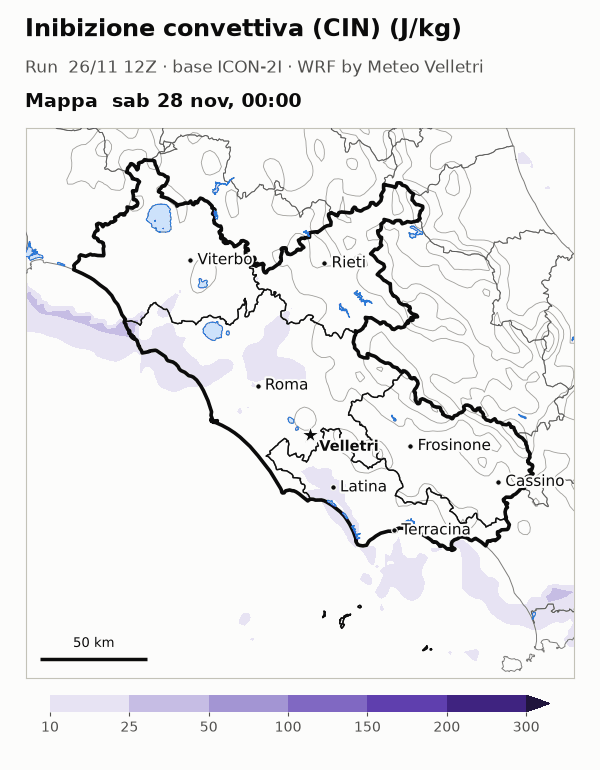 Inibizione convettiva (CIN) (J/kg)
Run  26/11 12Z · base ICON-2I · WRF by Meteo Velletri
Mappa  sab 28 nov, 00:00
Viterbo
Rieti
Roma
Velletri
Frosinone
Latina
Cassino
Terracina
50 km
10 25 50 100 150 200 300